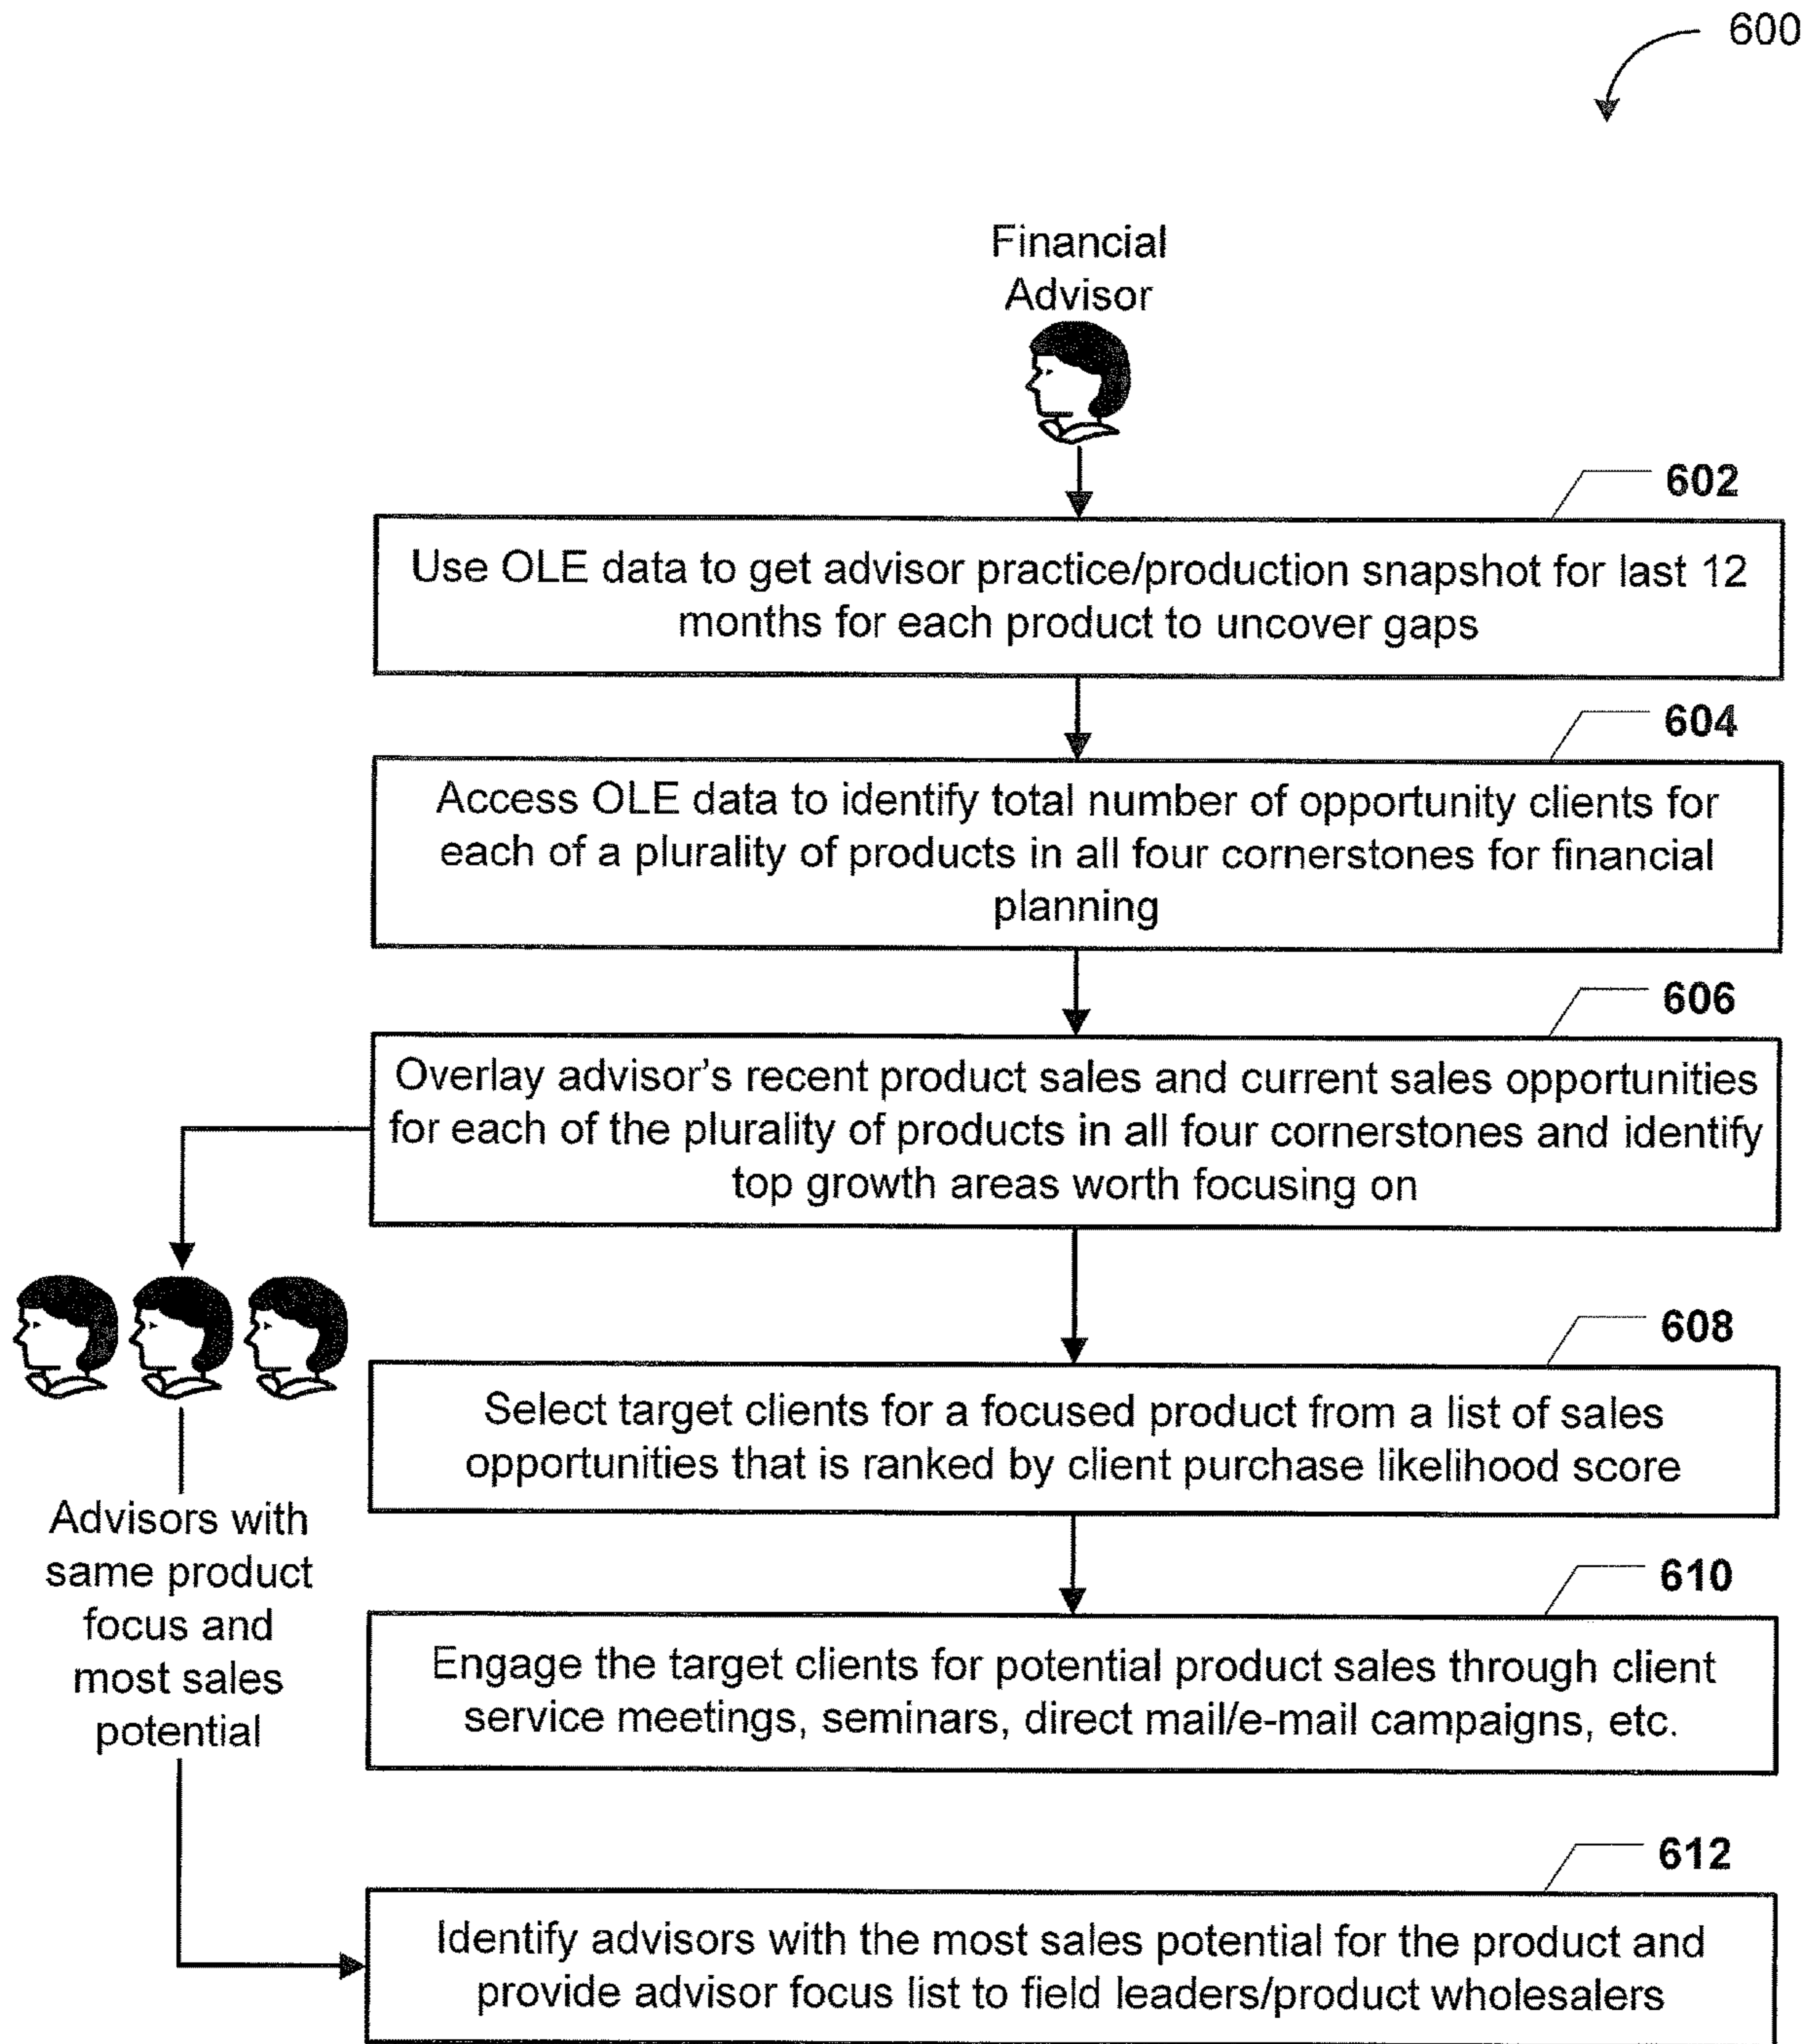 600
Financial
Advisor
602
Use OLE data to get advisor practice/production snapshot for last 12
months for each product to uncover gaps
604
Access OLE data to identify total number of opportunity clients for
each of a plurality of products in all four cornerstones for financial
planning
606
Overlay advisor's recent product sales and current sales opportunities
for each of the plurality of products in all four cornerstones and identify
top growth areas worth focusing on
608
Select target clients for a focused product from a list of sales
opportunities that is ranked by client purchase likelihood score
Advisors with
same product
focus and
most sales
potential
610
Engage the target clients for potential product sales through client
service meetings, seminars, direct mail/e-mail campaigns, etc.
612
Identify advisors with the most sales potential for the product and
provide advisor focus list to field leaders/product wholesalers